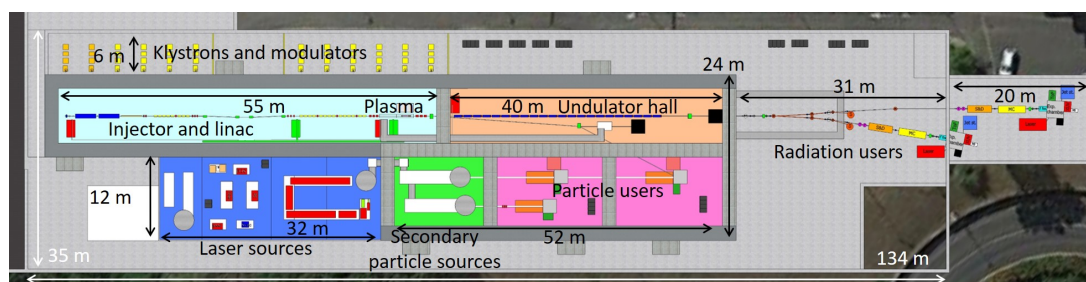 Klystrons and modulators
6 m
24 m
55 m
Plasma
40 m
Undulator hall
31 m
20 m
Injector and linac
Radiation users
12 m
Particle users
32 m
Laser sources
Secondary
particle sources
52 m
35 m
134 m